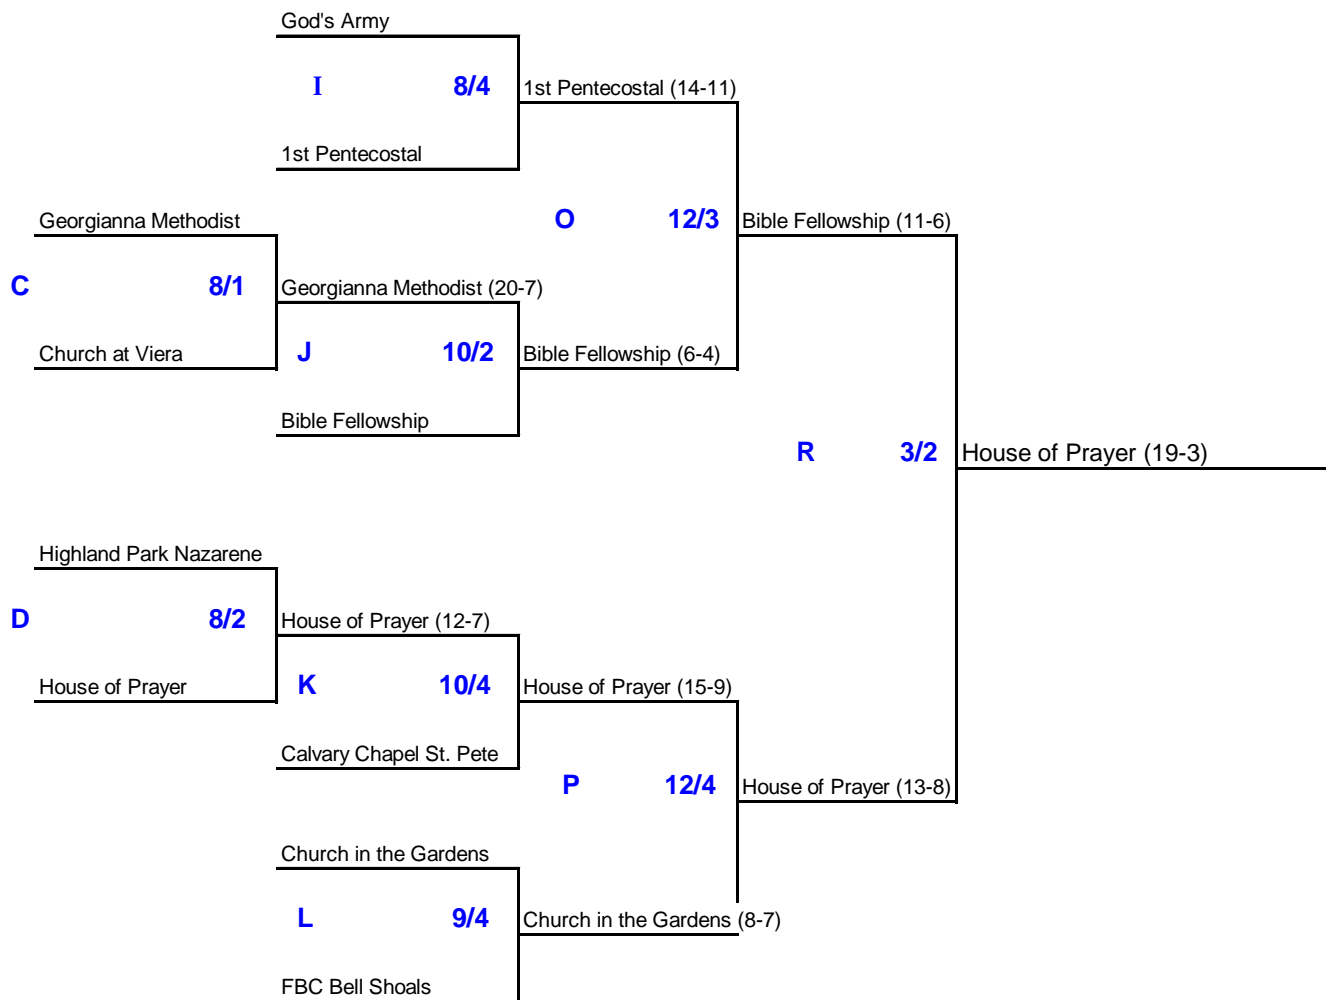 God's Army
I 8/4 1st Pentecostal (14-11)
1st Pentecostal
Georgianna Methodist
O 12/3 Bible Fellowship (11-6)
C 8/1 Georgianna Methodist (20-7)
Church at Viera
J 10/2 Bible Fellowship (6-4)
Bible Fellowship
R 3/2 House of Prayer (19-3)
Highland Park Nazarene
D 8/2 House of Prayer (12-7)
House of Prayer
K 10/4 House of Prayer (15-9)
Calvary Chapel St. Pete
P 12/4 House of Prayer (13-8)
Church in the Gardens
L 9/4 Church in the Gardens (8-7)
FBC Bell Shoals